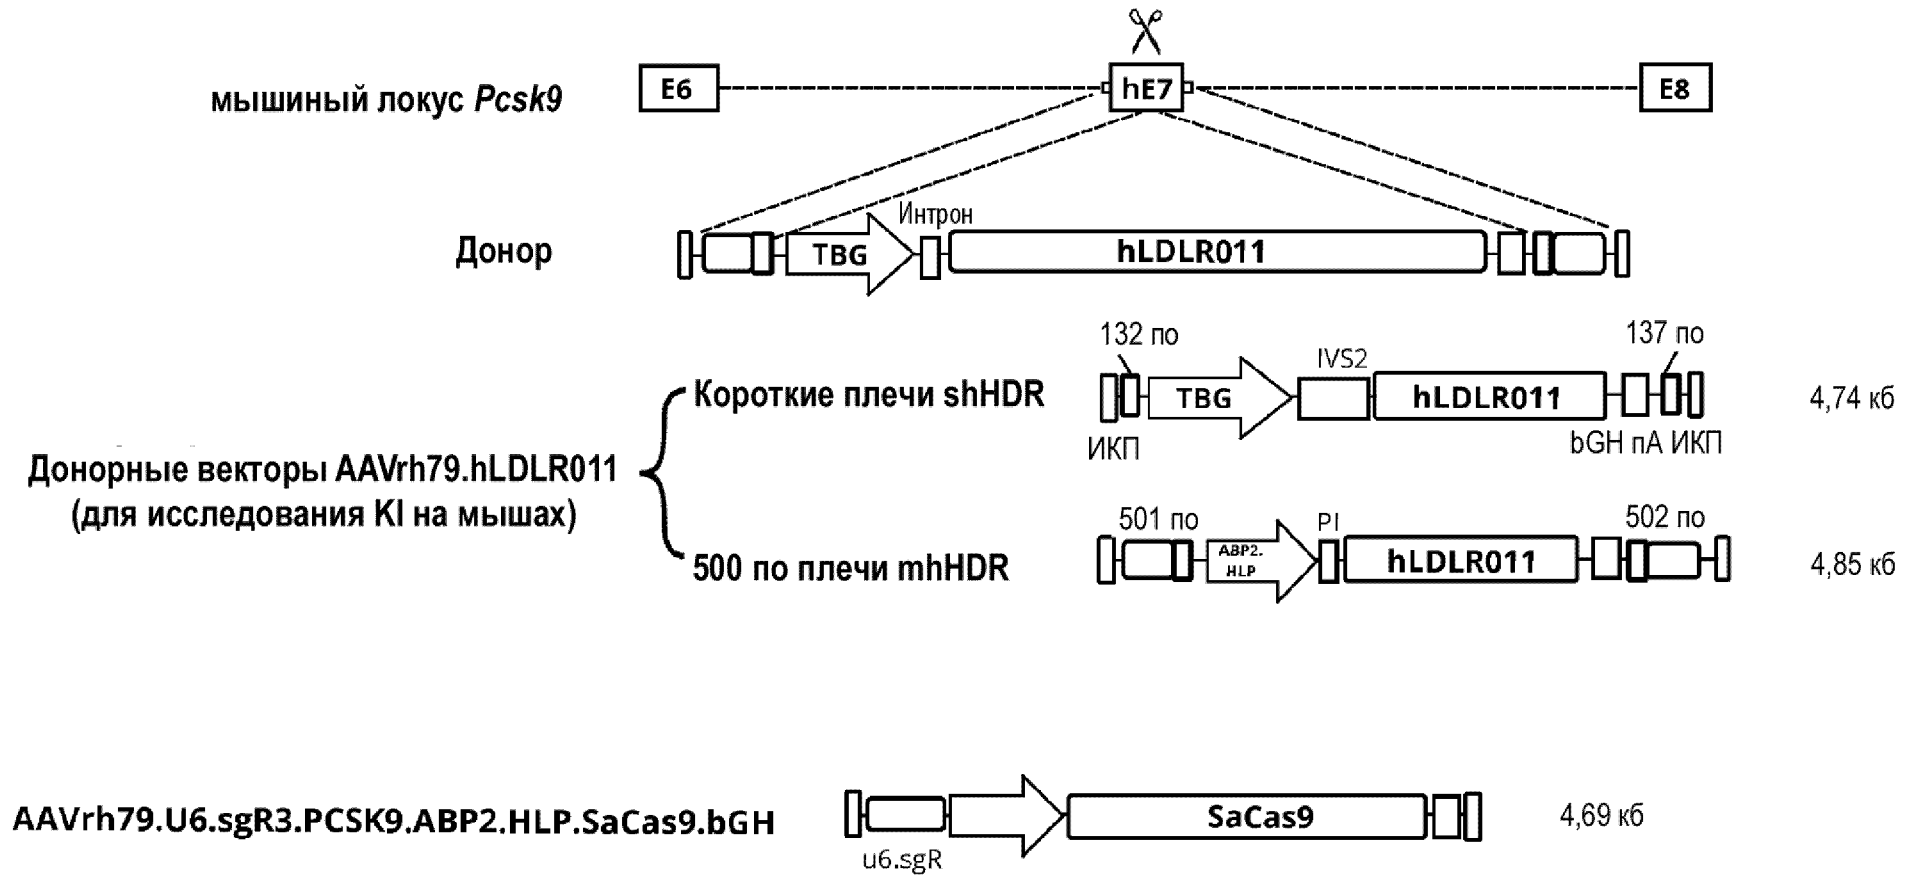 мышиный локус Pcsk9
E6
hE7
E8
Донор
TBG
Интрон
hLDLR011
Донорные векторы AAVrh79.hLDLR011
(для исследования KI на мышах)
Короткие плечи shHDR
132 по
137 по
IVS2
TBG
hLDLR011
4,74 кб
ИКП
bGH пА ИКП
500 по плечи mhHDR
501 по
PI
502 по
ABP2.
HLP
hLDLR011
4,85 кб
AAVrh79.U6.sgR3.PCSK9.ABP2.HLP.SaCas9.bGH
SaCas9
4,69 кб
u6.sgR